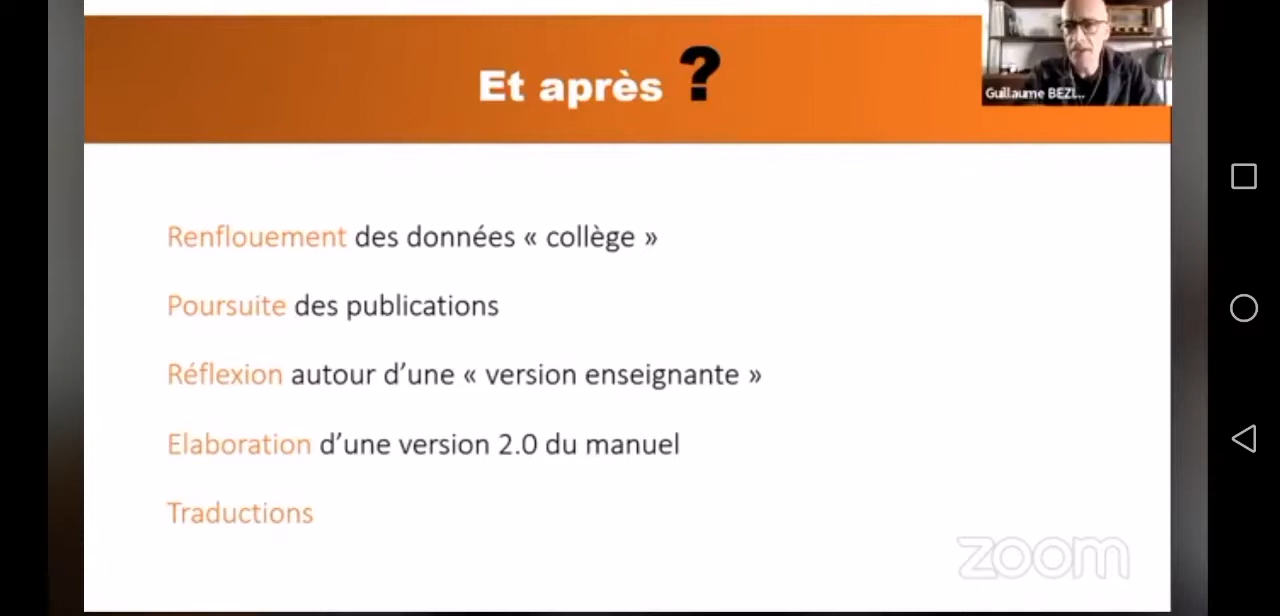 Et après ?
Guillaume BEZI...
Renflouement des données « collège »
Poursuite des publications
Réflexion autour d’une « version enseignante »
Elaboration d’une version 2.0 du manuel
Traductions
zoom